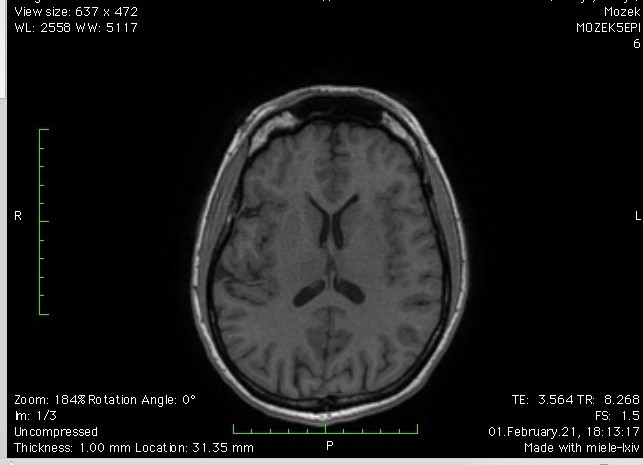 View size: 637 x 472
WL: 2558 WW: 5117
Mozek
MOZEK5EPI
6
R
L
Zoom: 184% Rotation Angle: 0°
Im: 1/3
Uncompressed
Thickness: 1.00 mm Location: 31.35 mm
P
TE: 3.564 TR: 8.268
FS: 1.5
01.February.21, 18:13:17
Made with miele-lxiv